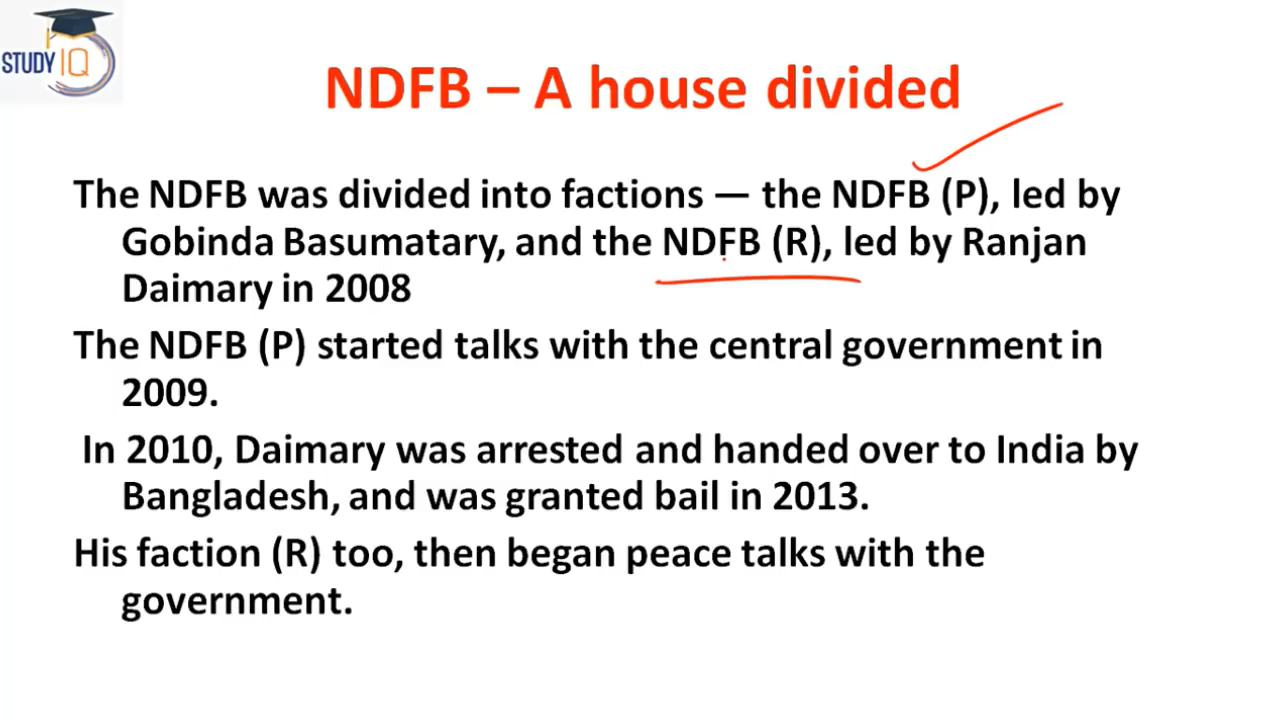 STUDY IQ
NDFB – A house divided
The NDFB was divided into factions — the NDFB (P), led by
Gobinda Basumatary, and the NDFB (R), led by Ranjan
Daimary in 2008
The NDFB (P) started talks with the central government in
2009.
In 2010, Daimary was arrested and handed over to India by
Bangladesh, and was granted bail in 2013.
His faction (R) too, then began peace talks with the
government.